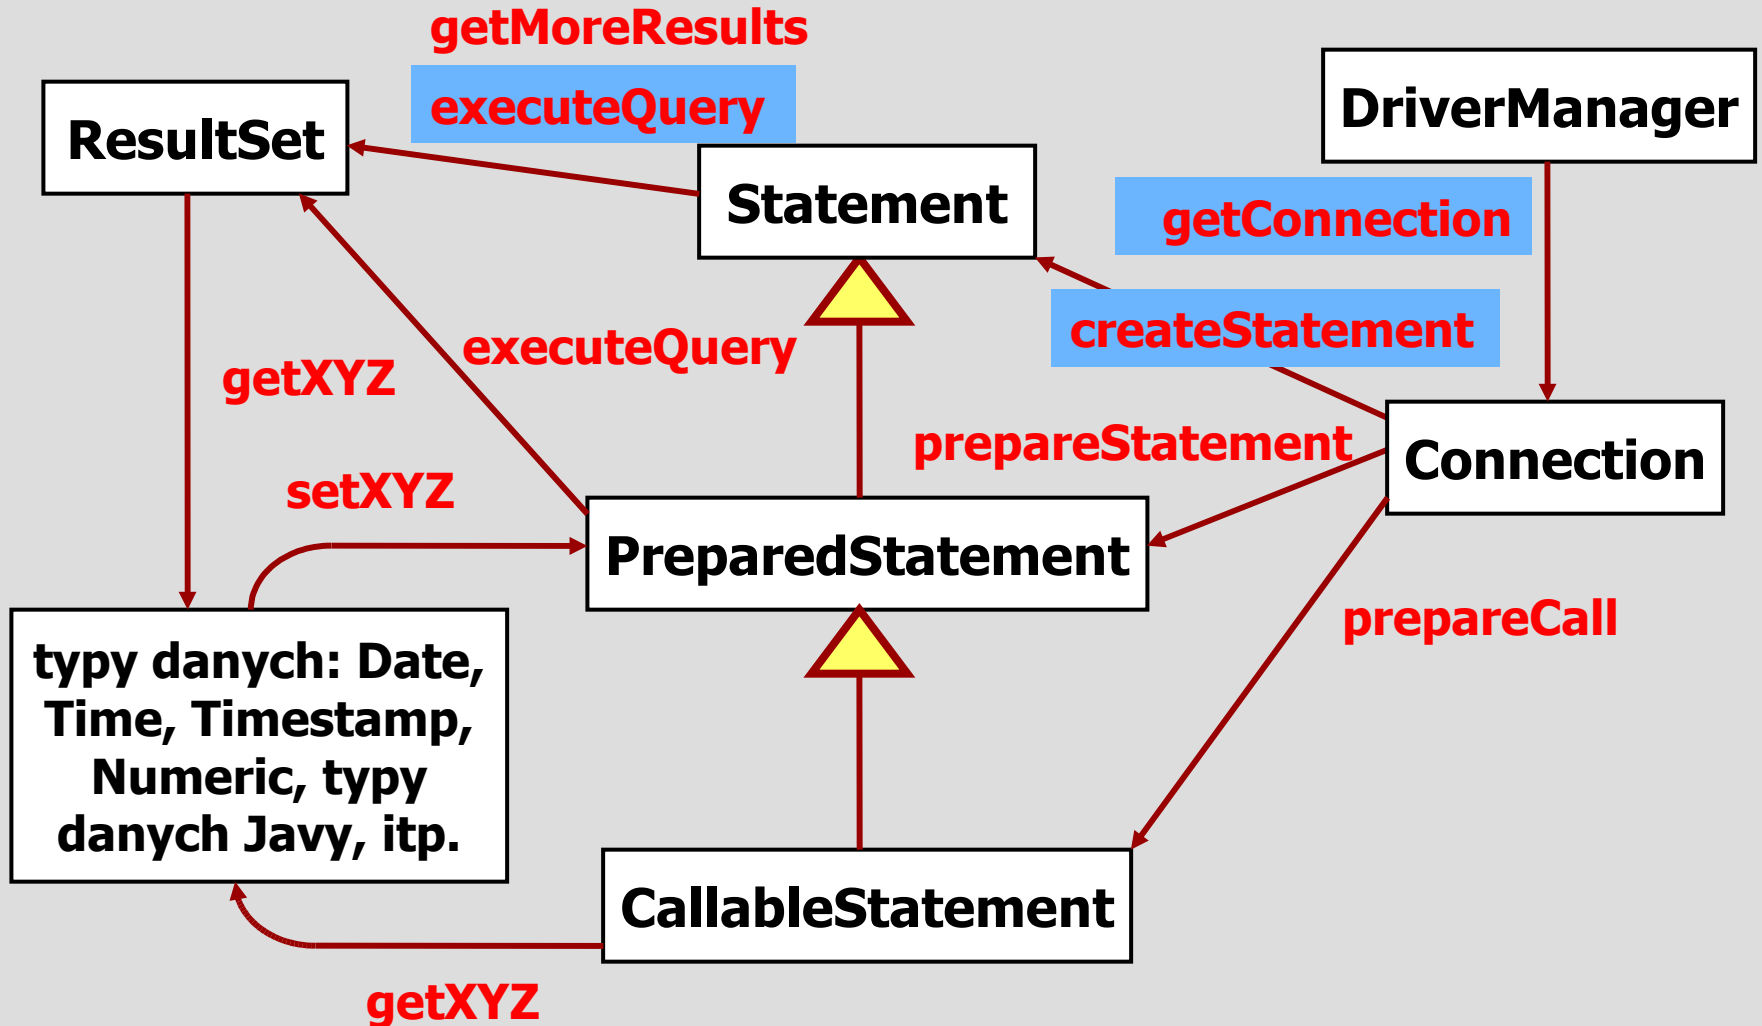 getMoreResults
executeQuery
DriverManager
ResultSet
Statement
getConnection
createStatement
executeQuery
getXYZ
prepareStatement
Connection
setXYZ
PreparedStatement
prepareCall
typy danych: Date,
Time, Timestamp,
Numeric, typy
danych Javy, itp.
CallableStatement
getXYZ